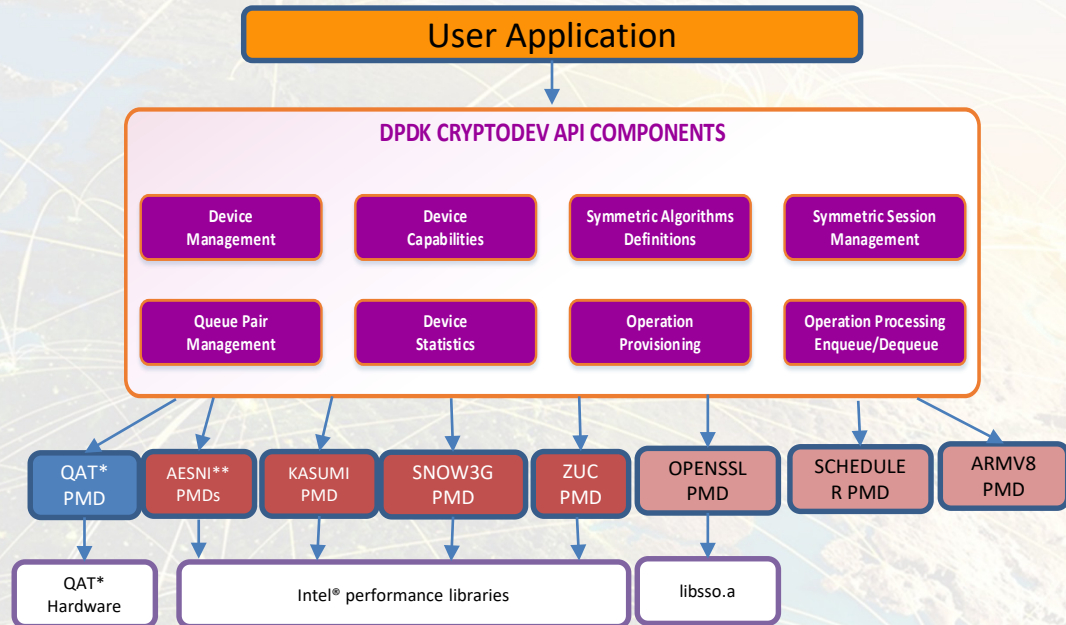 User Application
DPDK CRYPTODEV API COMPONENTS
Device
Management
Device
Capabilities
Symmetric Algorithms
Definitions
Symmetric Session
Management
Queue Pair
Management
Device
Statistics
Operation
Provisioning
Operation Processing
Enqueue/Dequeue
QAT*
PMD
AESNI**
PMDs
KASUMI
PMD
SNOW3G
PMD
ZUC
PMD
OPENSSL
PMD
SCHEDULE
R PMD
ARMV8
PMD
QAT*
Hardware
Intel® performance libraries
libsso.a